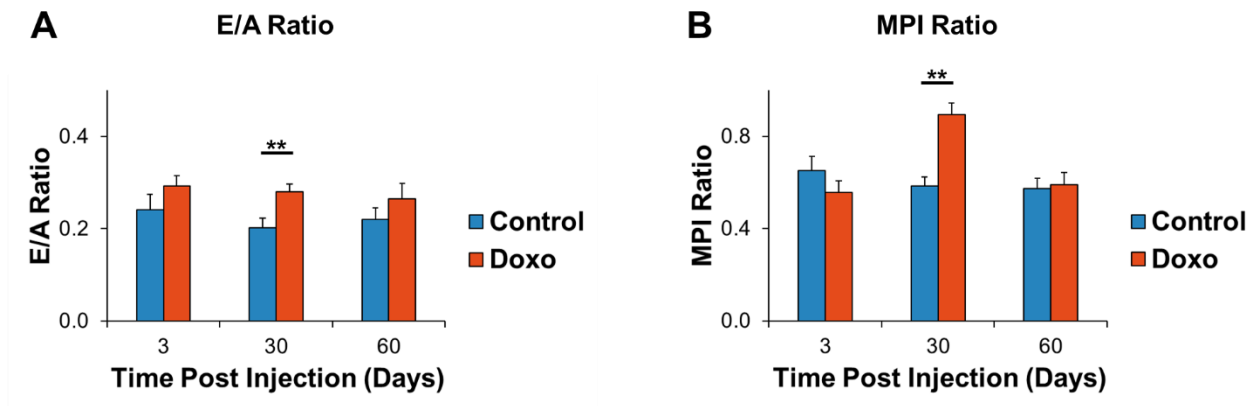 A
E/A Ratio
E/A Ratio
0.4
0.2
0.0
**
3 30 60
Time Post Injection (Days)
Control
Doxo
B
MPI Ratio
MPI Ratio
0.8
0.4
0.0
**
3 30 60
Time Post Injection (Days)
Control
Doxo